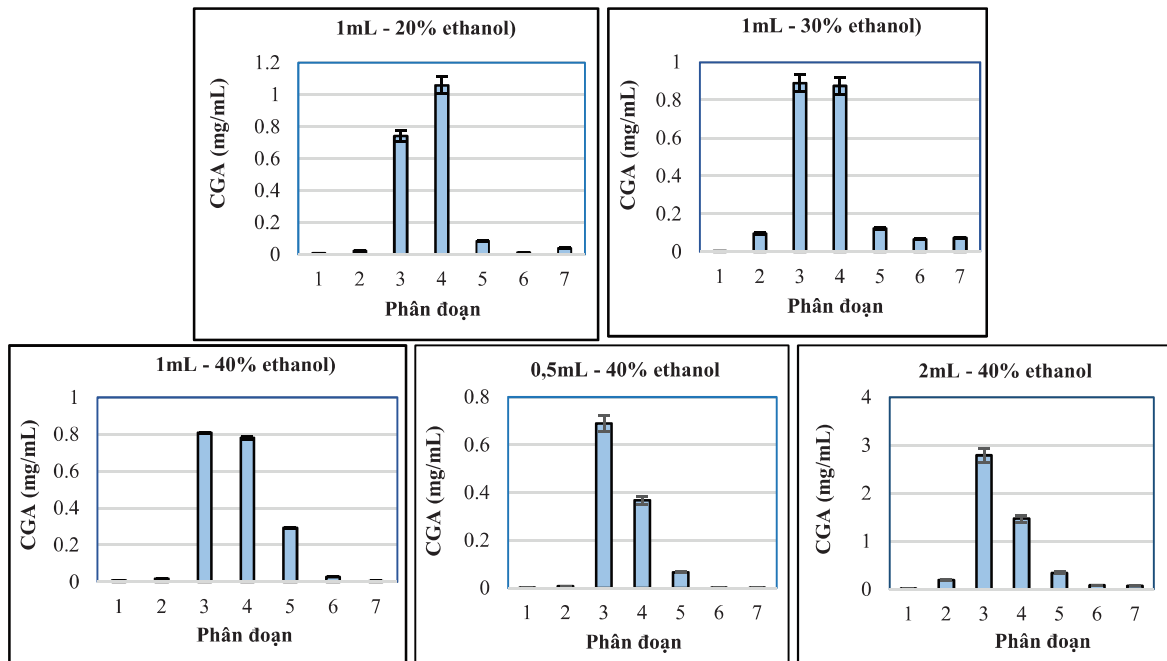 1mL - 20% ethanol)
CGA (mg/mL)
1.2
1
0.8
0.6
0.4
0.2
0
1 2 3 4 5 6 7
Phân đoạn
1mL - 30% ethanol)
CGA (mg/mL)
1
0.8
0.6
0.4
0.2
0
1 2 3 4 5 6 7
Phân đoạn
1mL - 40% ethanol)
CGA (mg/mL)
1
0.8
0.6
0.4
0.2
0
1 2 3 4 5 6 7
Phân đoạn
0,5mL - 40% ethanol
CGA (mg/mL)
0.8
0.6
0.4
0.2
0
1 2 3 4 5 6 7
Phân đoạn
2mL - 40% ethanol
CGA (mg/mL)
4
3
2
1
0
1 2 3 4 5 6 7
Phân đoạn